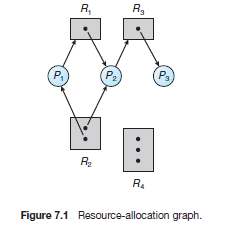 R1 R3
P1 P2 P3
R2
R4
Figure 7.1 Resource-allocation graph.